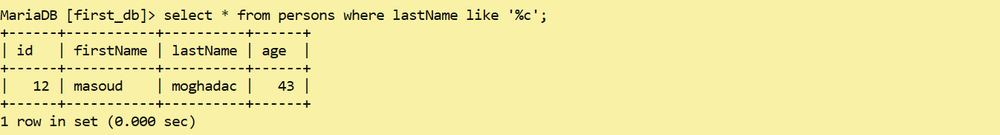 MariaDB [first_db]> select * from persons where lastName like '%c';
+------+-----------+----------+------+
| id   | firstName | lastName | age  |
+------+-----------+----------+------+
|   12 | masoud    | moghadac |   43 |
+------+-----------+----------+------+
1 row in set (0.000 sec)